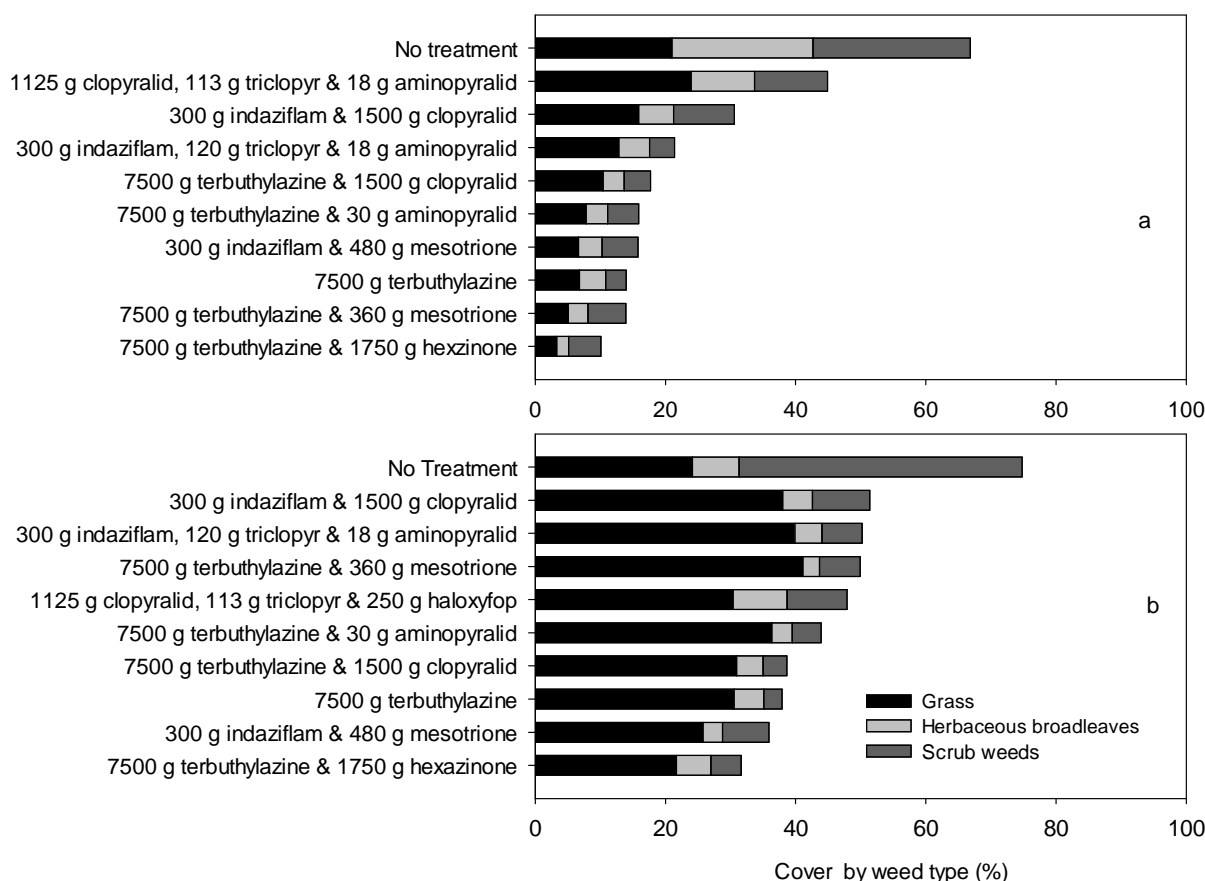 No treatment
1125 g clopyralid, 113 g triclopyr & 18 g aminopyralid
300 g indaziflam & 1500 g clopyralid
300 g indaziflam, 120 g triclopyr & 18 g aminopyralid
7500 g terbuthylazine & 1500 g clopyralid
7500 g terbuthylazine & 30 g aminopyralid
a
300 g indaziflam & 480 g mesotrione
7500 g terbuthylazine
7500 g terbuthylazine & 360 g mesotrione
7500 g terbuthylazine & 1750 g hexzinone
0 20 40 60 80 100
No Treatment
300 g indaziflam & 1500 g clopyralid
300 g indaziflam, 120 g triclopyr & 18 g aminopyralid
7500 g terbuthylazine & 360 g mesotrione
1125 g clopyralid, 113 g triclopyr & 250 g haloxyfop
b
7500 g terbuthylazine & 30 g aminopyralid
7500 g terbuthylazine & 1500 g clopyralid
7500 g terbuthylazine
300 g indaziflam & 480 g mesotrione
7500 g terbuthylazine & 1750 g hexazinone
Grass
Herbaceous broadleaves
Scrub weeds
0 20 40 60 80 100
Cover by weed type (%)